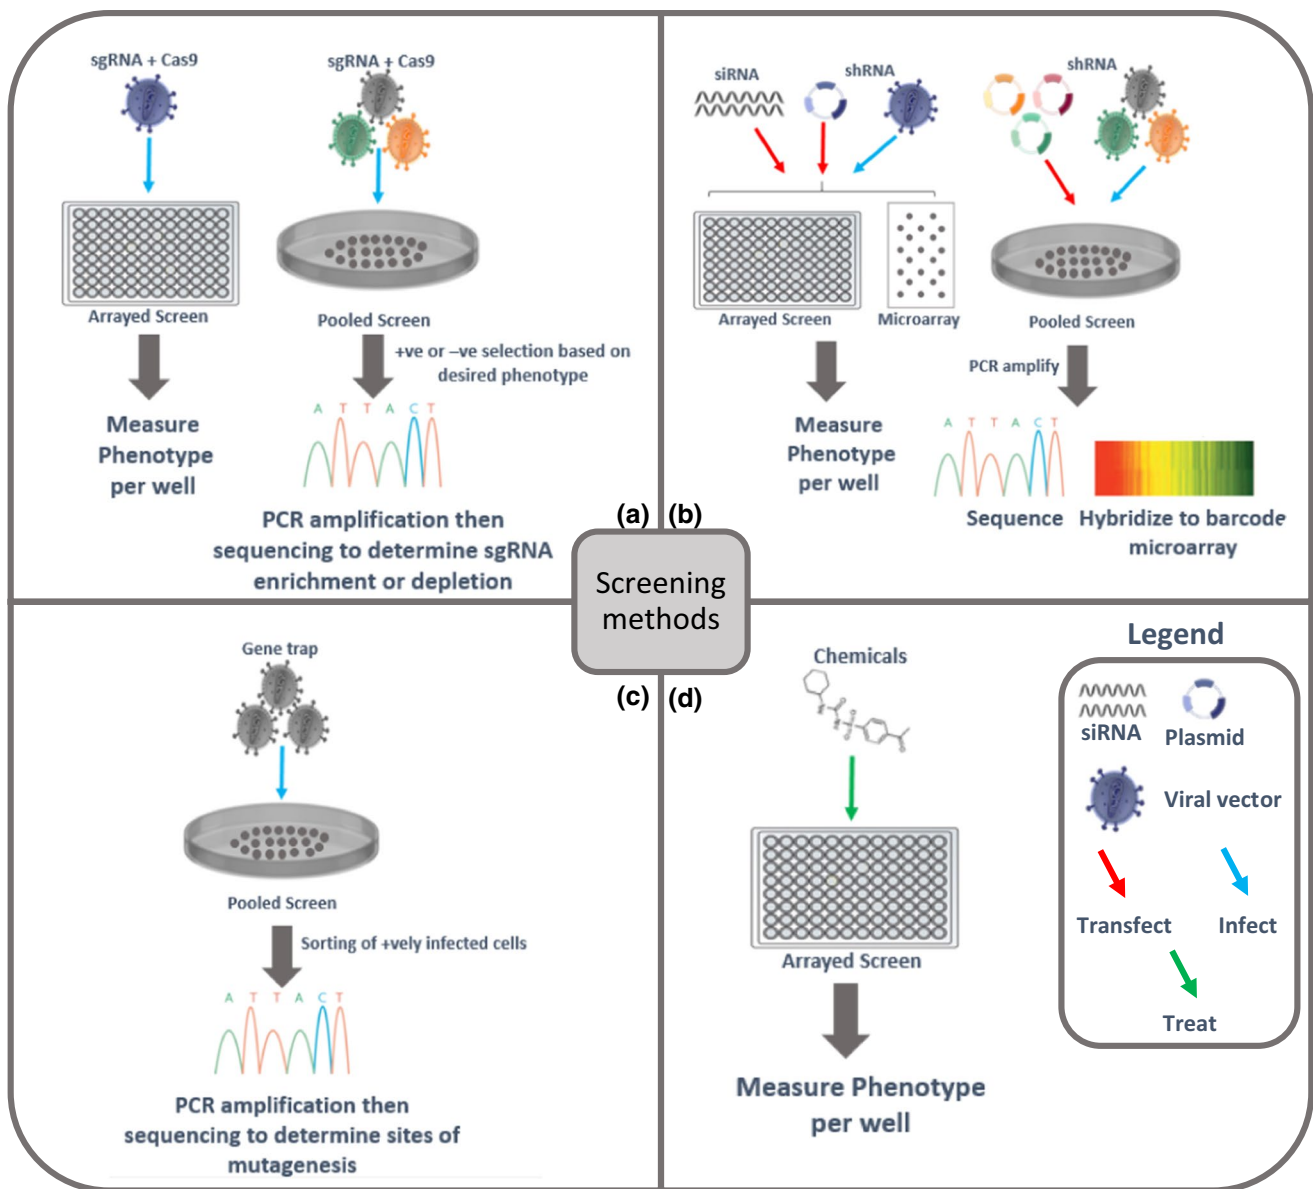 sgRNA + Cas9
Arrayed Screen
Measure
Phenotype
per well
sgRNA + Cas9
Pooled Screen
+ve or –ve selection based on
desired phenotype
A T T A C T
PCR amplification then
sequencing to determine sgRNA
enrichment or depletion
(a)
(b)
siRNA
shRNA
Arrayed Screen
Microarray
Measure
Phenotype
per well
shRNA
Pooled Screen
PCR amplify
A T T A C T
Sequence
Hybridize to barcode
microarray
Screening
methods
(c)
Gene trap
Pooled Screen
Sorting of +vely infected cells
A T T A C T
PCR amplification then
sequencing to determine sites of
mutagenesis
(d)
Chemicals
Arrayed Screen
Measure Phenotype
per well
Legend
siRNA
Plasmid
Viral vector
Transfect
Infect
Treat